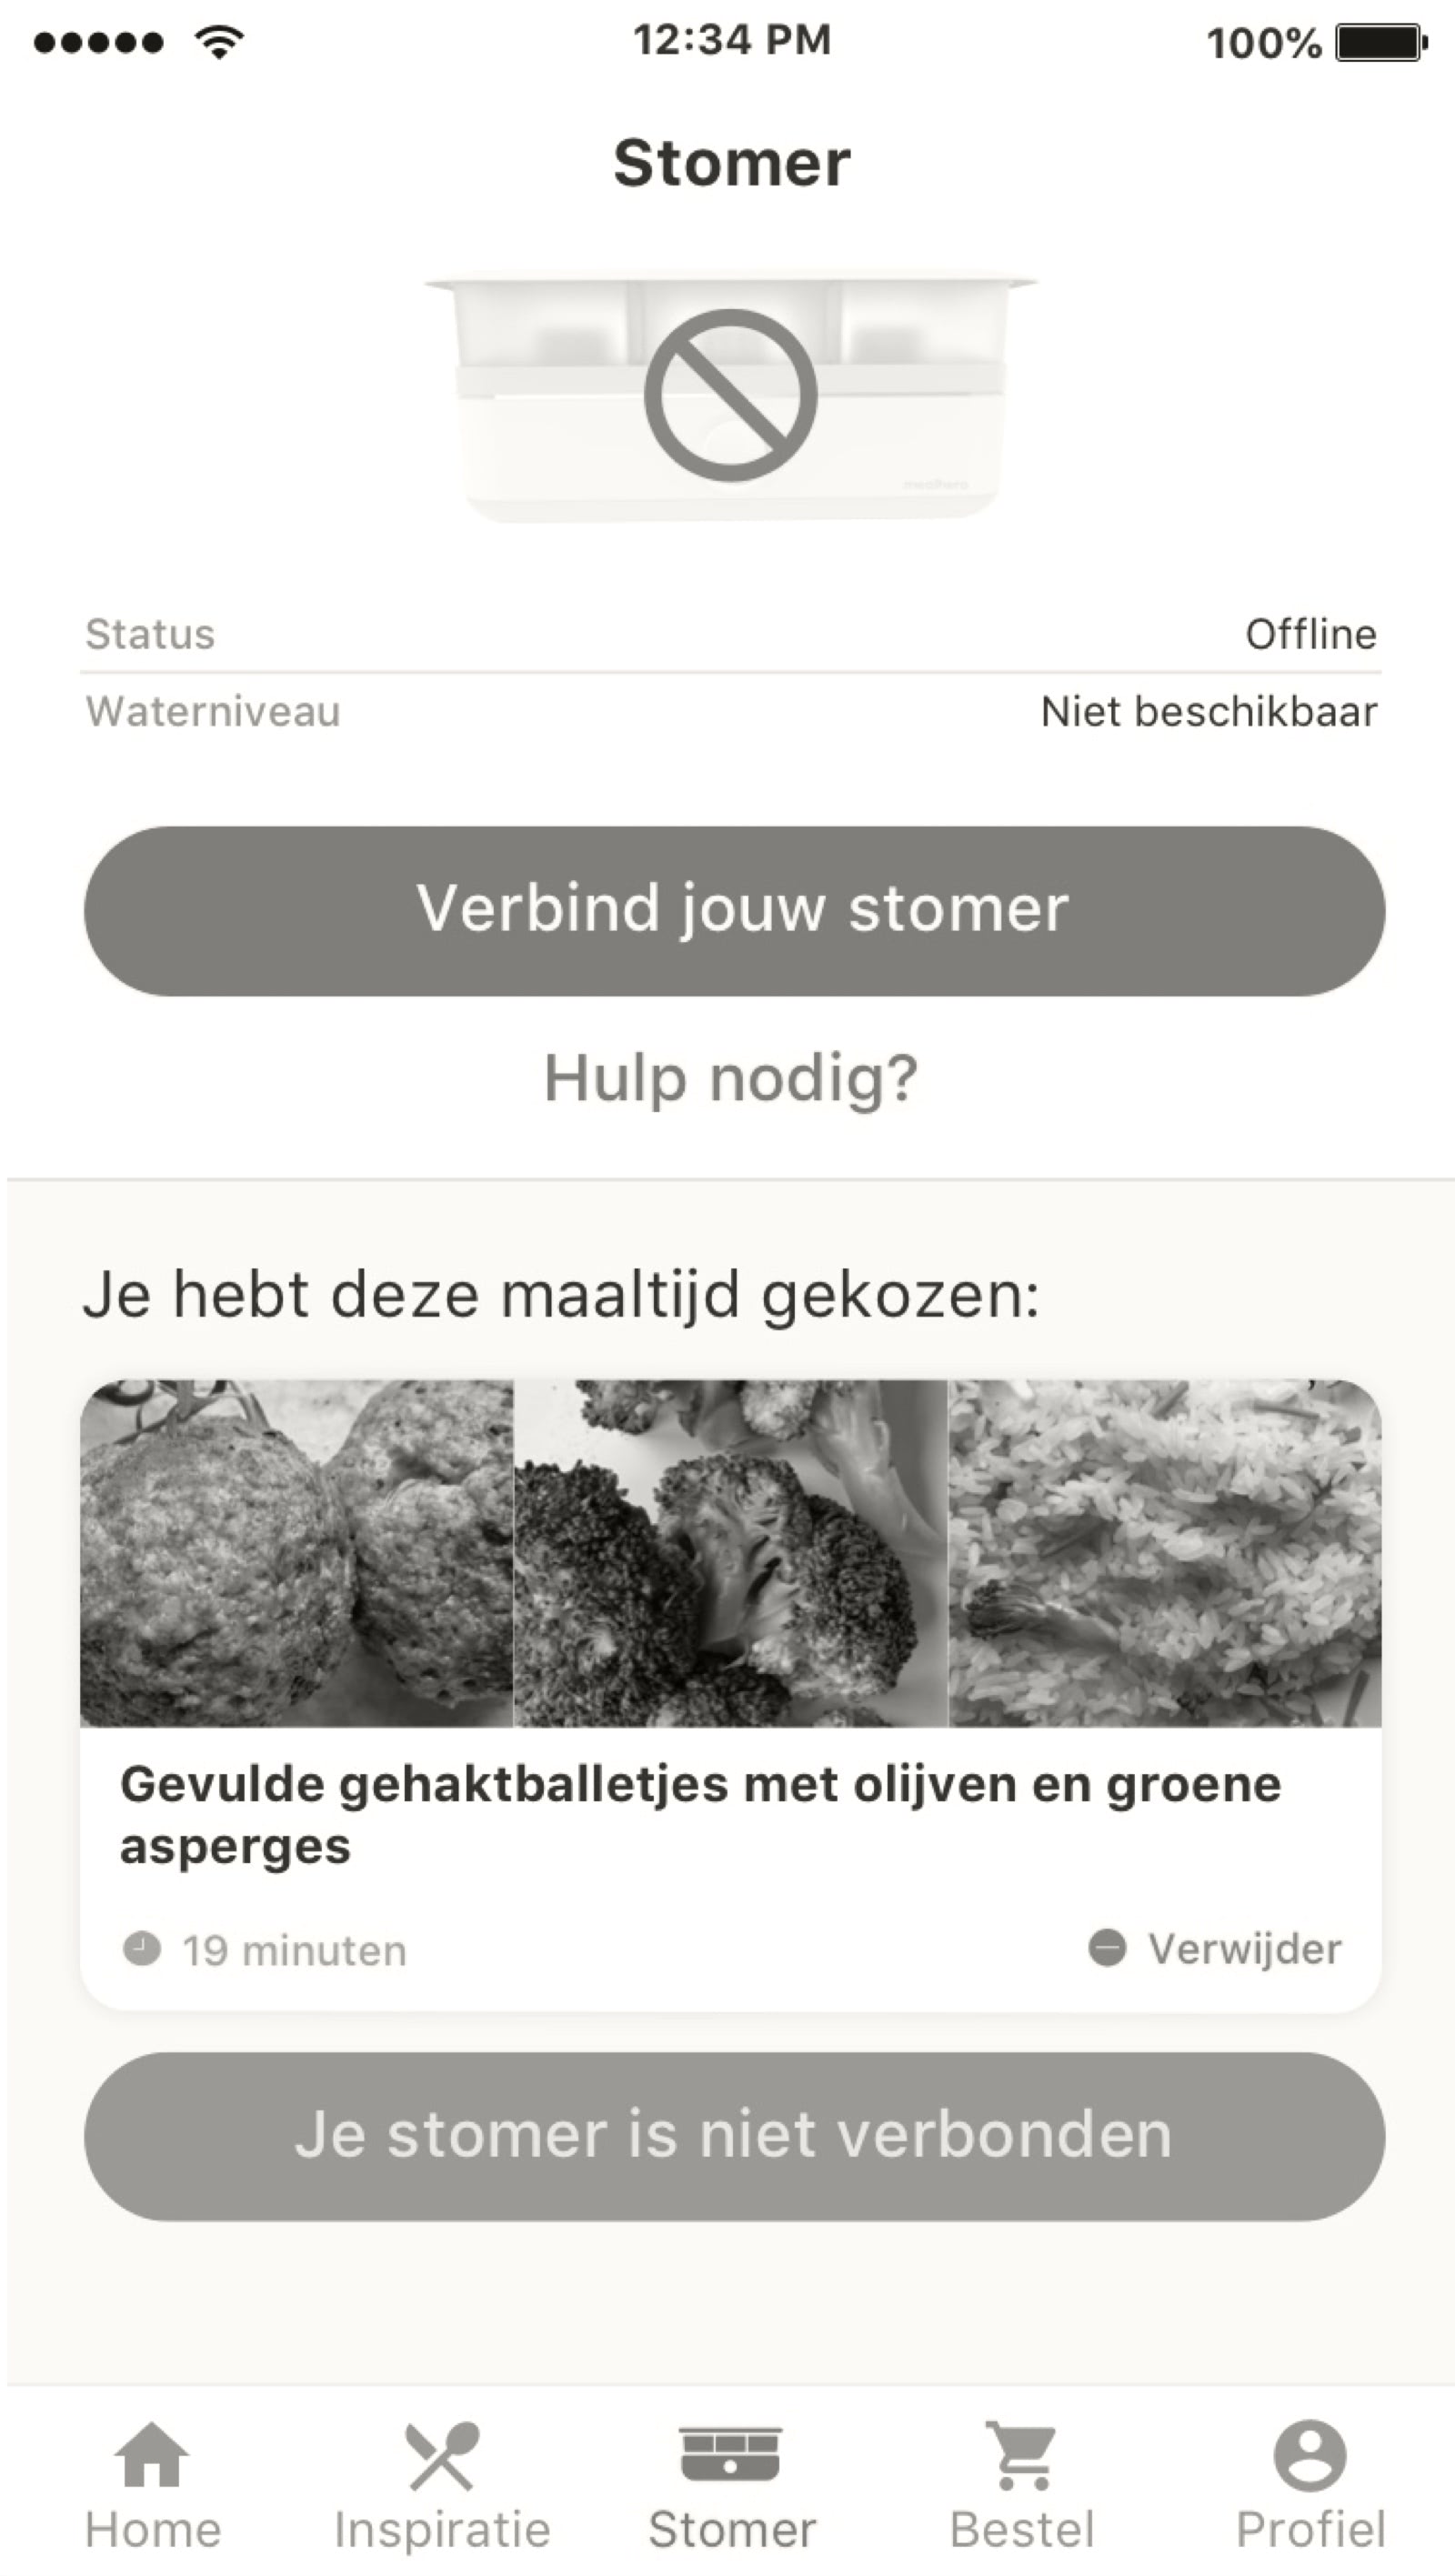 12:34 PM
100%
Stomer
mealhero
Status
Offline
Waterniveau
Niet beschikbaar
Verbind jouw stomer
Hulp nodig?
Je hebt deze maaltijd gekozen:
Gevulde gehaktballetjes met olijven en groene
asperges
19 minuten
Verwijder
Je stomer is niet verbonden
Home
Inspiratie
Stomer
Bestel
Profiel